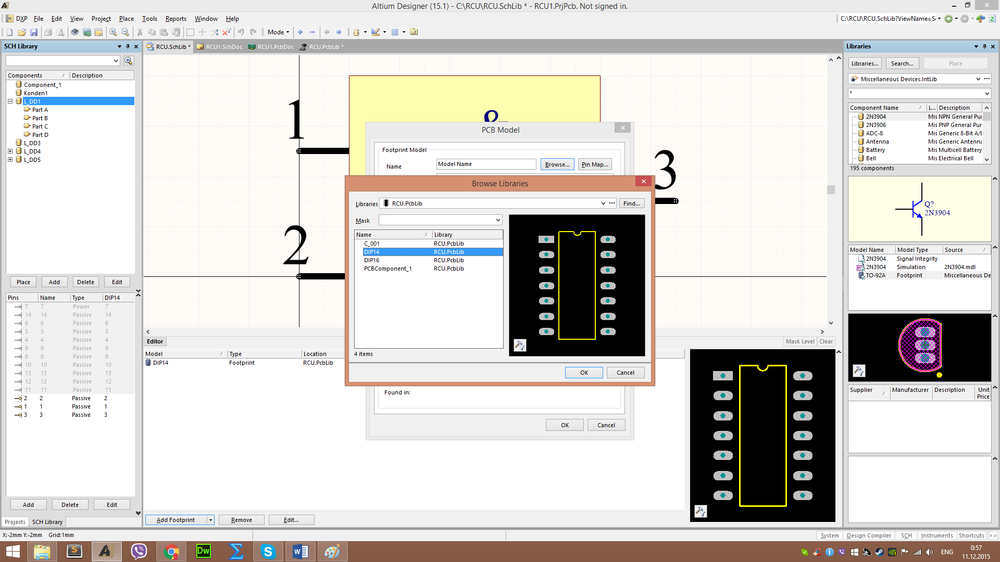 Altium Designer (15.1) - C:\RCU\RCU.SchLib * - RCU1.PrjPcb. Not signed in.
DXP File Edit View Project Place Tools Reports Window Help
C:\RCU\RCU.SchLib?ViewName=S
Mode
SCH Library
RCU.SchLib * RCU1.SchDoc RCU1.PcbDoc RCU.PcbLib *
Libraries
Components Description
Component_1
Konden1
L_DD1
Part A
Part B
Part C
Part D
L_DD3
L_DD4
L_DD5
Place Add Delete Edit
Pins Name Type DIP14
7 7 Power 7
14 14 Passive 14
6 6 Passive 6
5 5 Passive 5
4 4 Passive 4
9 9 Passive 9
8 8 Passive 8
10 10 Passive 10
13 13 Passive 13
12 12 Passive 12
11 11 Passive 11
2 2 Passive 2
1 1 Passive 1
3 3 Passive 3
Add Delete Edit
Projects SCH Library
1
&
2
3
PCB Model
Footprint Model
Name Model Name Browse... Pin Map...
Browse Libraries
Libraries RCU.PcbLib ... Find...
Mask
Name Library
C_001 RCU.PcbLib
DIP14 RCU.PcbLib
DIP16 RCU.PcbLib
PCBComponent_1 RCU.PcbLib
4 items
OK Cancel
Found in:
OK Cancel
Editor
Mask Level Clear
Model Type Location
DIP14 Footprint RCU.PcbLib
Add Footprint Remove Edit...
Libraries... Search... Place
Miscellaneous Devices.IntLib ...
*
Component Name L... Description
2N3904 Mis NPN General Pur
2N3906 Mis PNP General Pur
ADC-8 Mis Generic 8-Bit A/D
Antenna Mis Generic Antenna
Battery Mis Multicell Battery
Bell Mis Electrical Bell
195 components
Q?
2N3904
Model Name Model Type Source
2N3904 Signal Integrity
2N3904 Simulation 2N3904.mdl
TO-92A Footprint Miscellaneous De
Supplier Manufacturer Description Unit Price
X:-2mm Y:-2mm Grid:1mm
System Design Compiler SCH Instruments Shortcuts >>
ENG
0:57
11.12.2015